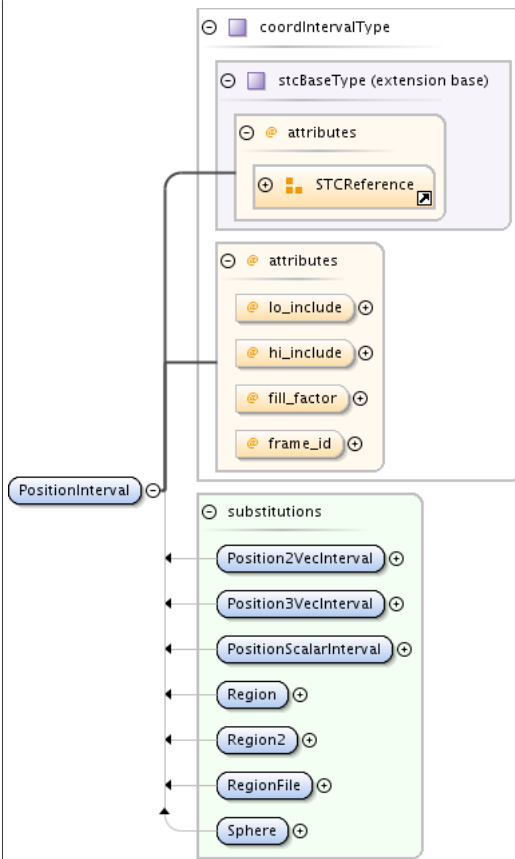 coordIntervalType
stcBaseType (extension base)
@ attributes
STCReference
@ attributes
@ lo_include
@ hi_include
@ fill_factor
@ frame_id
PositionInterval
substitutions
Position2VecInterval
Position3VecInterval
PositionScalarInterval
Region
Region2
RegionFile
Sphere